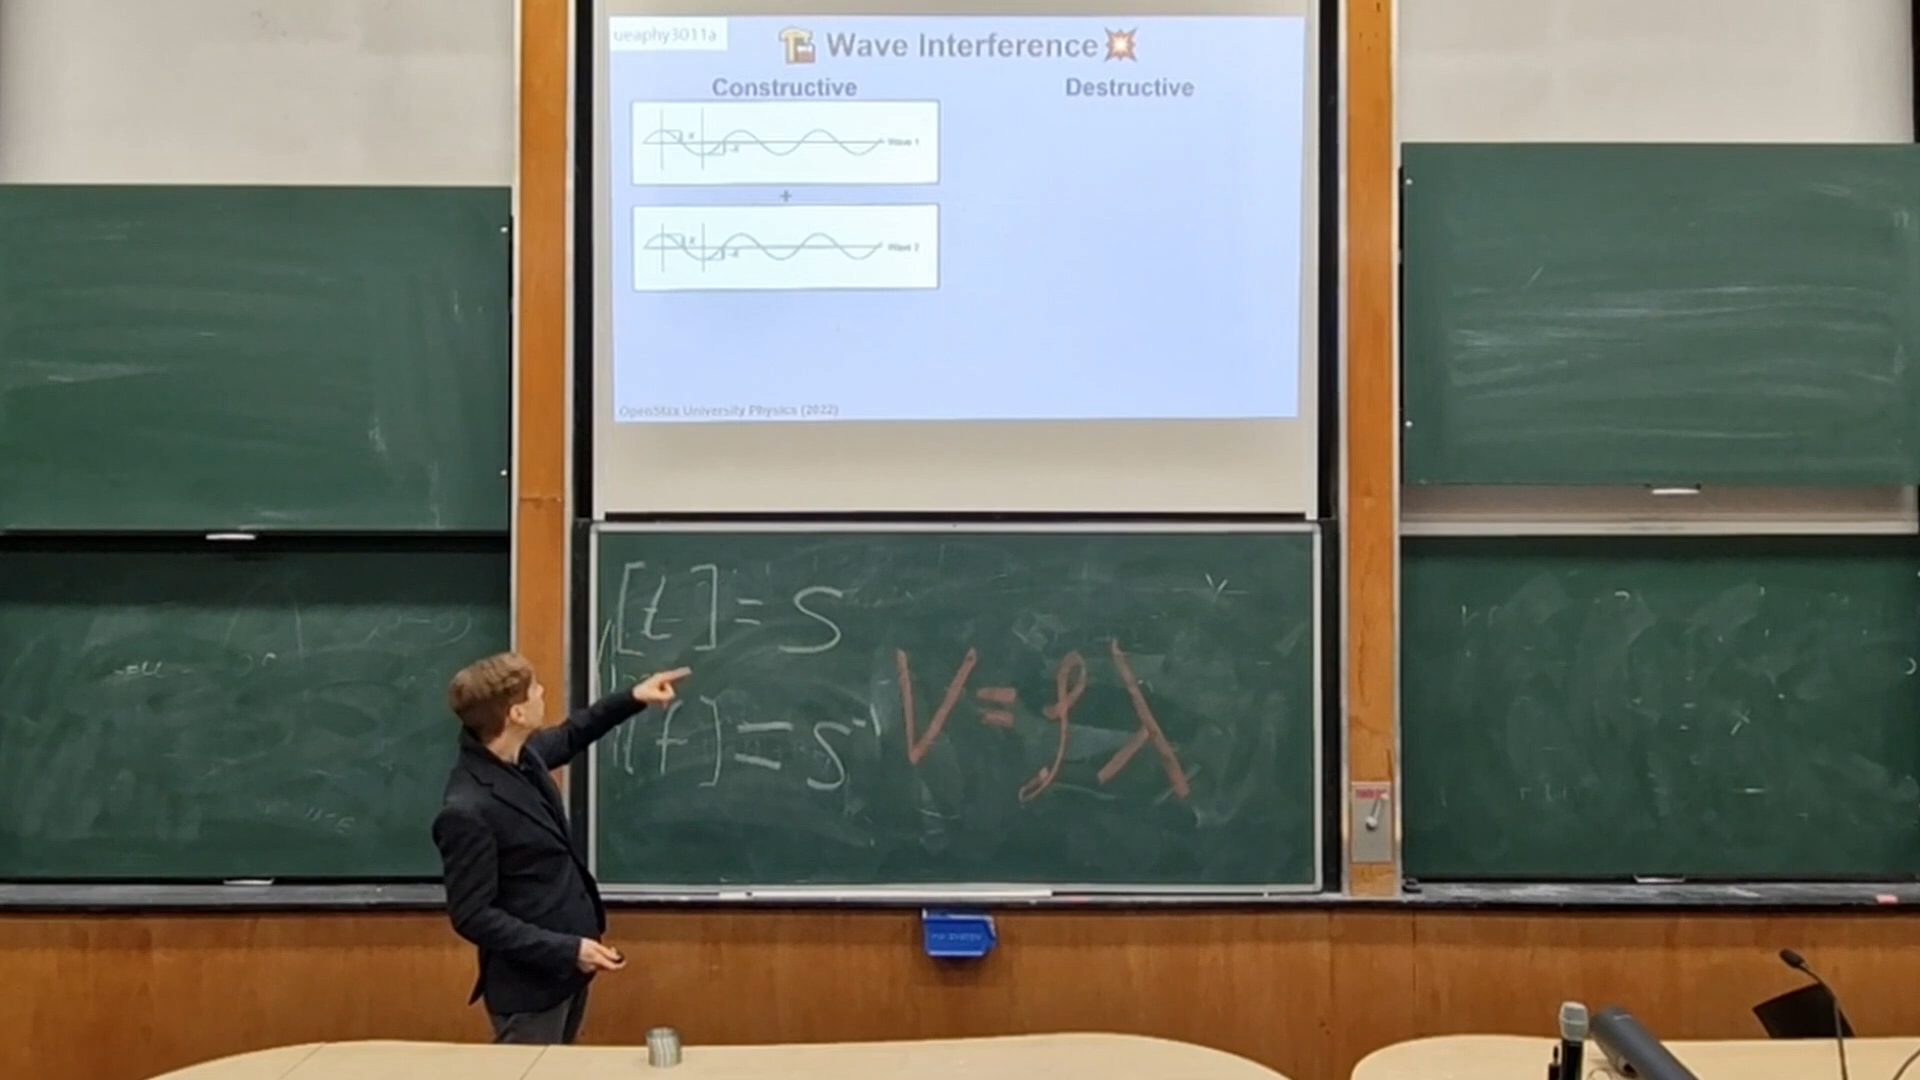 ueaphy3011a
🏗️ Wave Interference💥
Constructive
Destructive
x
-x
Wave 1
+
x
-x
Wave 2
OpenStax University Physics (2022)
[t] = S
[f] = S⁻¹
V = fλ